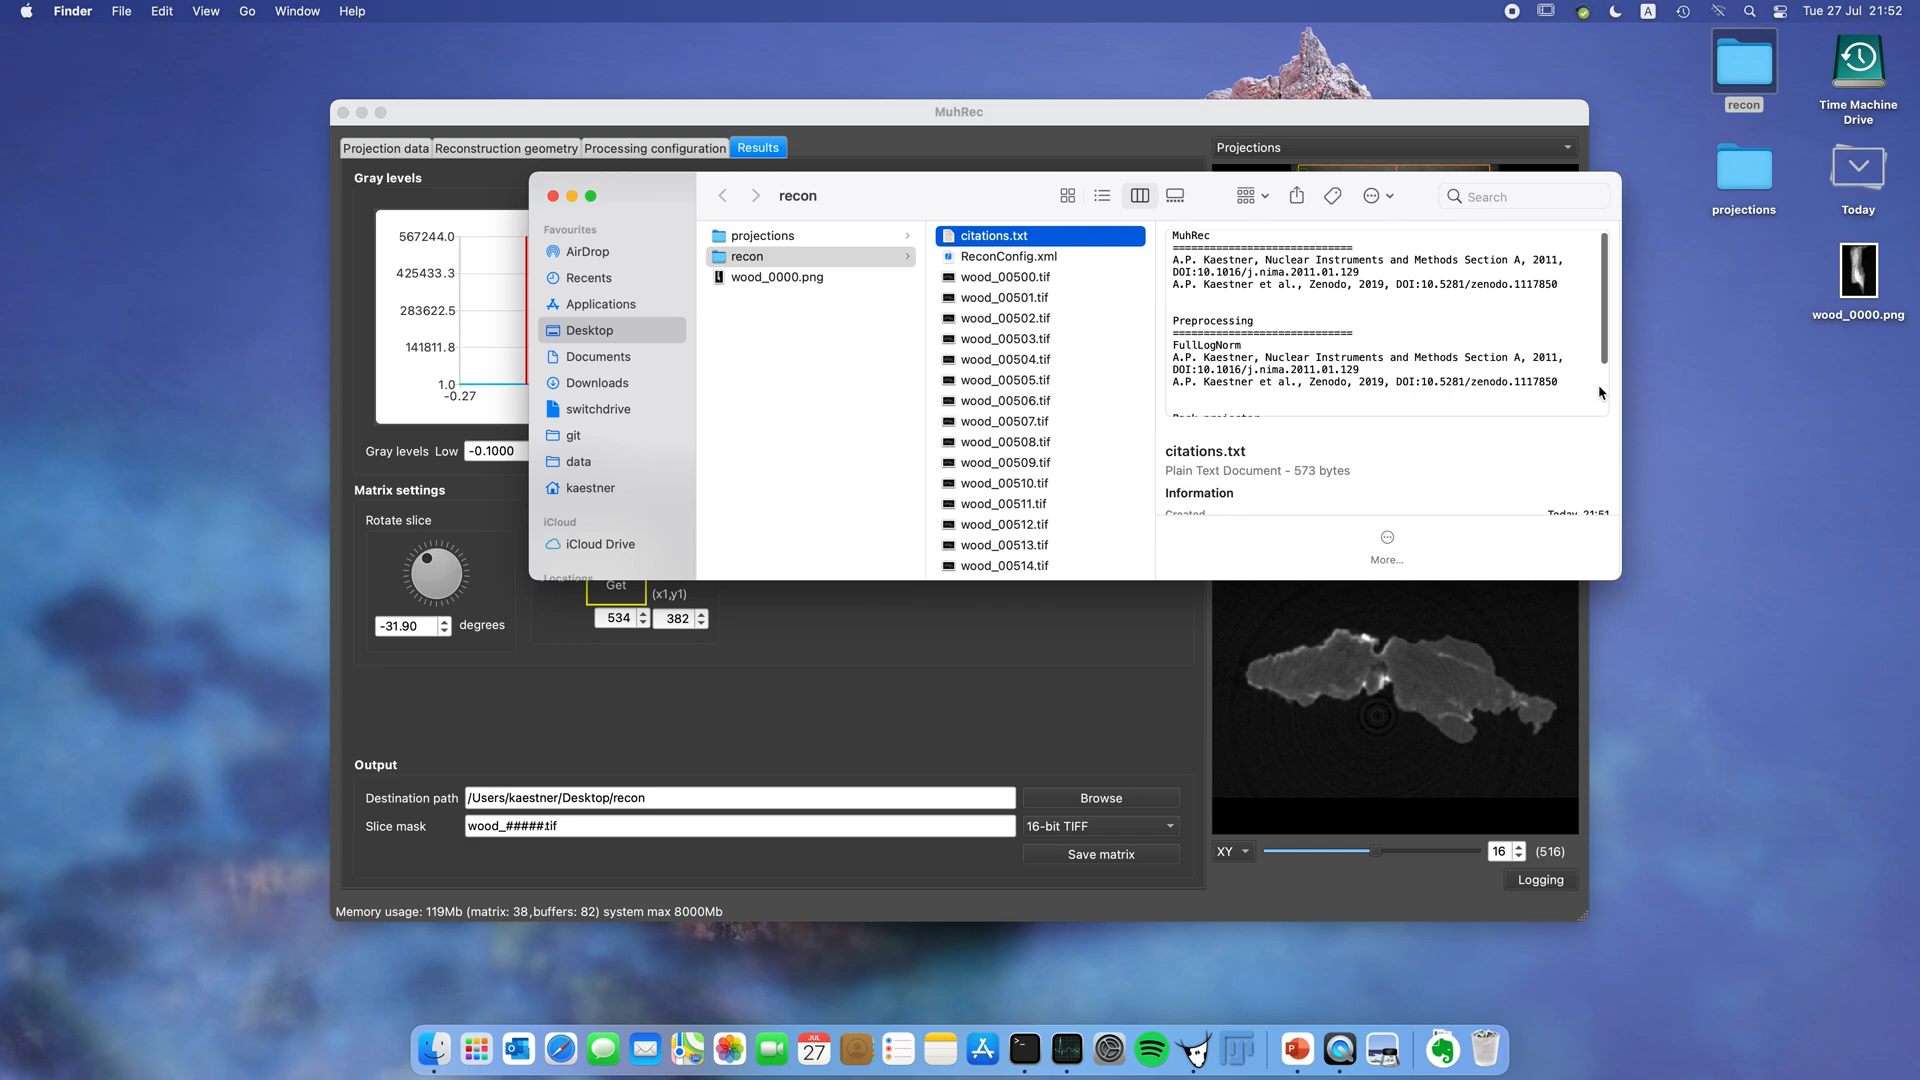 Finder File Edit View Go Window Help
A Tue 27 Jul 21:52
recon
Time Machine
Drive
projections
Today
wood_0000.png
MuhRec
Projection data Reconstruction geometry Processing configuration Results
Projections
Gray levels
567244.0
425433.3
283622.5
141811.8
1.0
-0.27
Gray levels Low -0.1000
Matrix settings
Rotate slice
-31.90 degrees
Get
(x1,y1)
534 382
recon
Search
Favourites
AirDrop
Recents
Applications
Desktop
Documents
Downloads
switchdrive
git
data
kaestner
iCloud
iCloud Drive
Locations
projections
recon
wood_0000.png
citations.txt
ReconConfig.xml
wood_00500.tif
wood_00501.tif
wood_00502.tif
wood_00503.tif
wood_00504.tif
wood_00505.tif
wood_00506.tif
wood_00507.tif
wood_00508.tif
wood_00509.tif
wood_00510.tif
wood_00511.tif
wood_00512.tif
wood_00513.tif
wood_00514.tif
MuhRec
==============================
A.P. Kaestner, Nuclear Instruments and Methods Section A, 2011,
DOI:10.1016/j.nima.2011.01.129
A.P. Kaestner et al., Zenodo, 2019, DOI:10.5281/zenodo.1117850
Preprocessing
==============================
FullLogNorm
A.P. Kaestner, Nuclear Instruments and Methods Section A, 2011,
DOI:10.1016/j.nima.2011.01.129
A.P. Kaestner et al., Zenodo, 2019, DOI:10.5281/zenodo.1117850
citations.txt
Plain Text Document - 573 bytes
Information
Created Today, 21:51
More...
Output
Destination path /Users/kaestner/Desktop/recon Browse
Slice mask wood_#####.tif 16-bit TIFF
Save matrix
XY 16 (516)
Logging
Memory usage: 119Mb (matrix: 38,buffers: 82) system max 8000Mb
JUL
27